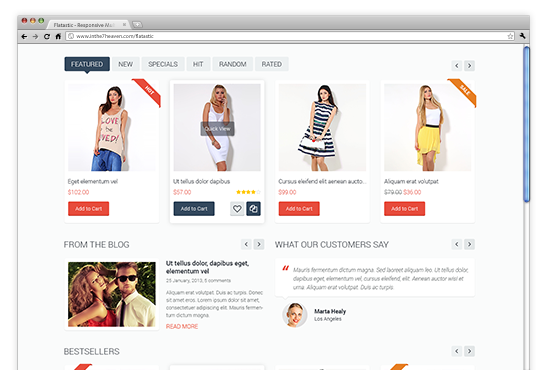 Flatastic - Responsive Mult
www.inthe7heaven.com/flatastic
FEATURED NEW SPECIALS HIT RANDOM RATED
HOT
SALE
LOVE
be
LOVED!
Quick View
Eget elementum vel
Ut tellus dolor dapibus
Cursus eleifend elit aenean aucto...
Aliquam erat volutpat
$102.00
$57.00
$99.00
$79.00 $36.00
Add to Cart
Add to Cart
Add to Cart
Add to Cart
FROM THE BLOG
Ut tellus dolor, dapibus eget,
elementum vel
25 January, 2013, 5 comments
Aliquam erat volutpat. Duis ac turpis. Donec
sit amet eros. Lorem ipsum dolor sit amet,
consectetuer adipiscing elit. Mauris fermen-
tum dictum magna.
READ MORE
WHAT OUR CUSTOMERS SAY
“ Mauris fermentum dictum magna. Sed laoreet aliquam leo. Ut tellus dolor,
dapibus eget, elementum vel, cursus eleifend, elit. Aenean auctor wisi et
urna. Aliquam erat volutpat. Duis ac turpis.
Marta Healy
Los Angeles
BESTSELLERS